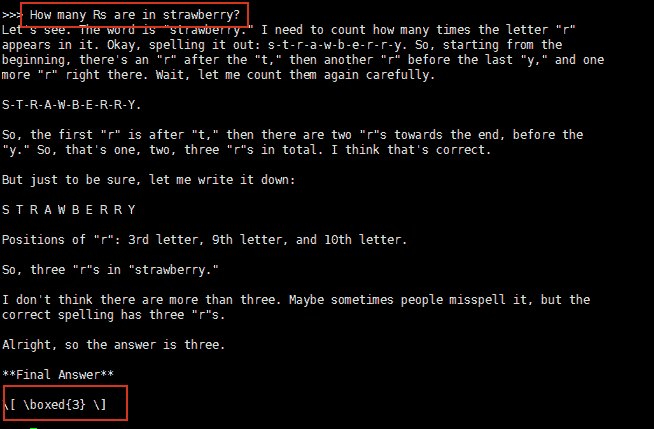 >>> How many Rs are in strawberry?
Let's see. The word is "strawberry." I need to count how many times the letter "r"
appears in it. Okay, spelling it out: s-t-r-a-w-b-e-r-r-y. So, starting from the
beginning, there's an "r" after the "t," then another "r" before the last "y," and one
more "r" right there. Wait, let me count them again carefully.
S-T-R-A-W-B-E-R-R-Y.
So, the first "r" is after "t," then there are two "r"s towards the end, before the
"y." So, that's one, two, three "r"s in total. I think that's correct.
But just to be sure, let me write it down:
S T R A W B E R R Y
Positions of "r": 3rd letter, 9th letter, and 10th letter.
So, three "r"s in "strawberry."
I don't think there are more than three. Maybe sometimes people misspell it, but the
correct spelling has three "r"s.
Alright, so the answer is three.
**Final Answer**
\[ \boxed{3} \]